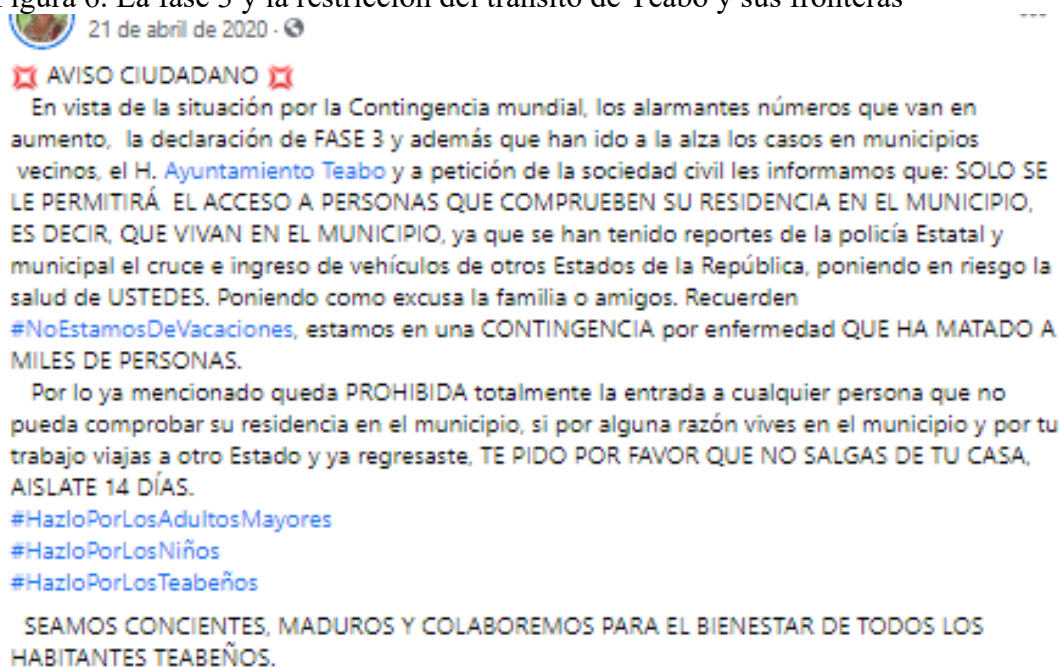 Figura 6. La fase 3 y la restricción del tránsito de Teabo y sus fronteras
21 de abril de 2020 ·
💢 AVISO CIUDADANO 💢
En vista de la situación por la Contingencia mundial, los alarmantes números que van en
aumento, la declaración de FASE 3 y además que han ido a la alza los casos en municipios
vecinos, el H. Ayuntamiento Teabo y a petición de la sociedad civil les informamos que: SOLO SE
LE PERMITIRÁ EL ACCESO A PERSONAS QUE COMPRUEBEN SU RESIDENCIA EN EL MUNICIPIO,
ES DECIR, QUE VIVAN EN EL MUNICIPIO, ya que se han tenido reportes de la policía Estatal y
municipal el cruce e ingreso de vehículos de otros Estados de la República, poniendo en riesgo la
salud de USTEDES. Poniendo como excusa la familia o amigos. Recuerden
#NoEstamosDeVacaciones, estamos en una CONTINGENCIA por enfermedad QUE HA MATADO A
MILES DE PERSONAS.
Por lo ya mencionado queda PROHIBIDA totalmente la entrada a cualquier persona que no
pueda comprobar su residencia en el municipio, si por alguna razón vives en el municipio y por tu
trabajo viajas a otro Estado y ya regresaste, TE PIDO POR FAVOR QUE NO SALGAS DE TU CASA,
AISLATE 14 DÍAS.
#HazloPorLosAdultosMayores
#HazloPorLosNiños
#HazloPorLosTeabeños
SEAMOS CONCIENTES, MADUROS Y COLABOREMOS PARA EL BIENESTAR DE TODOS LOS
HABITANTES TEABEÑOS.